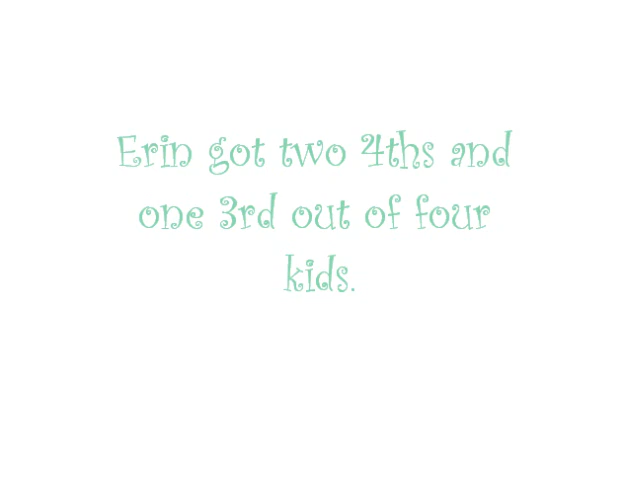 Erin got two 4ths and
one 3rd out of four
kids.